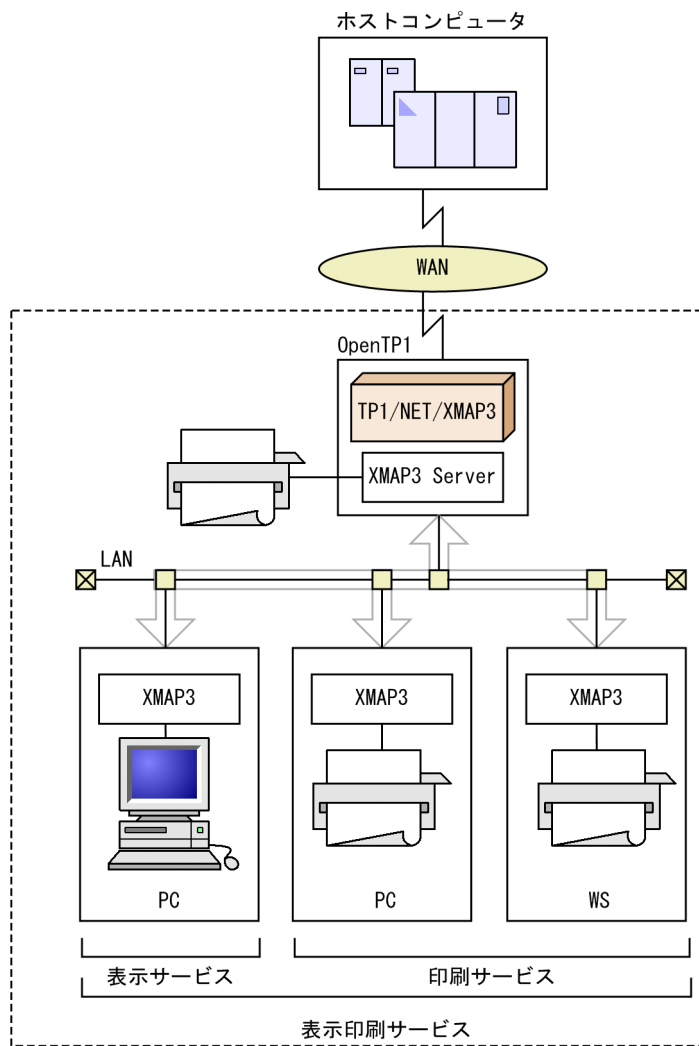 ホストコンピュータ
WAN
OpenTP1
TP1/NET/XMAP3
XMAP3 Server
LAN
XMAP3
XMAP3
XMAP3
PC
PC
WS
表示サービス
印刷サービス
表示印刷サービス